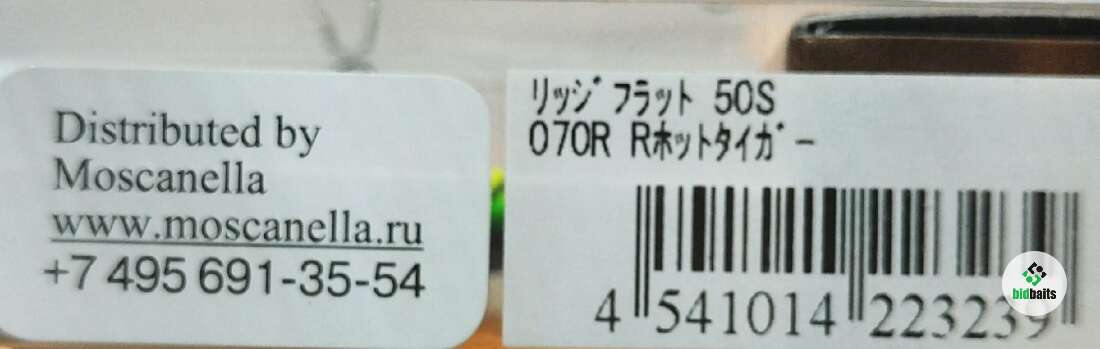 Distributed by
Moscanella
www.moscanella.ru
+7 495 691-35-54
ﾘｯｼﾞﾌﾗｯﾄ 50S
070R Rﾎｯﾄﾀｲｶﾞｰ
4 541014 223239
bidbaits